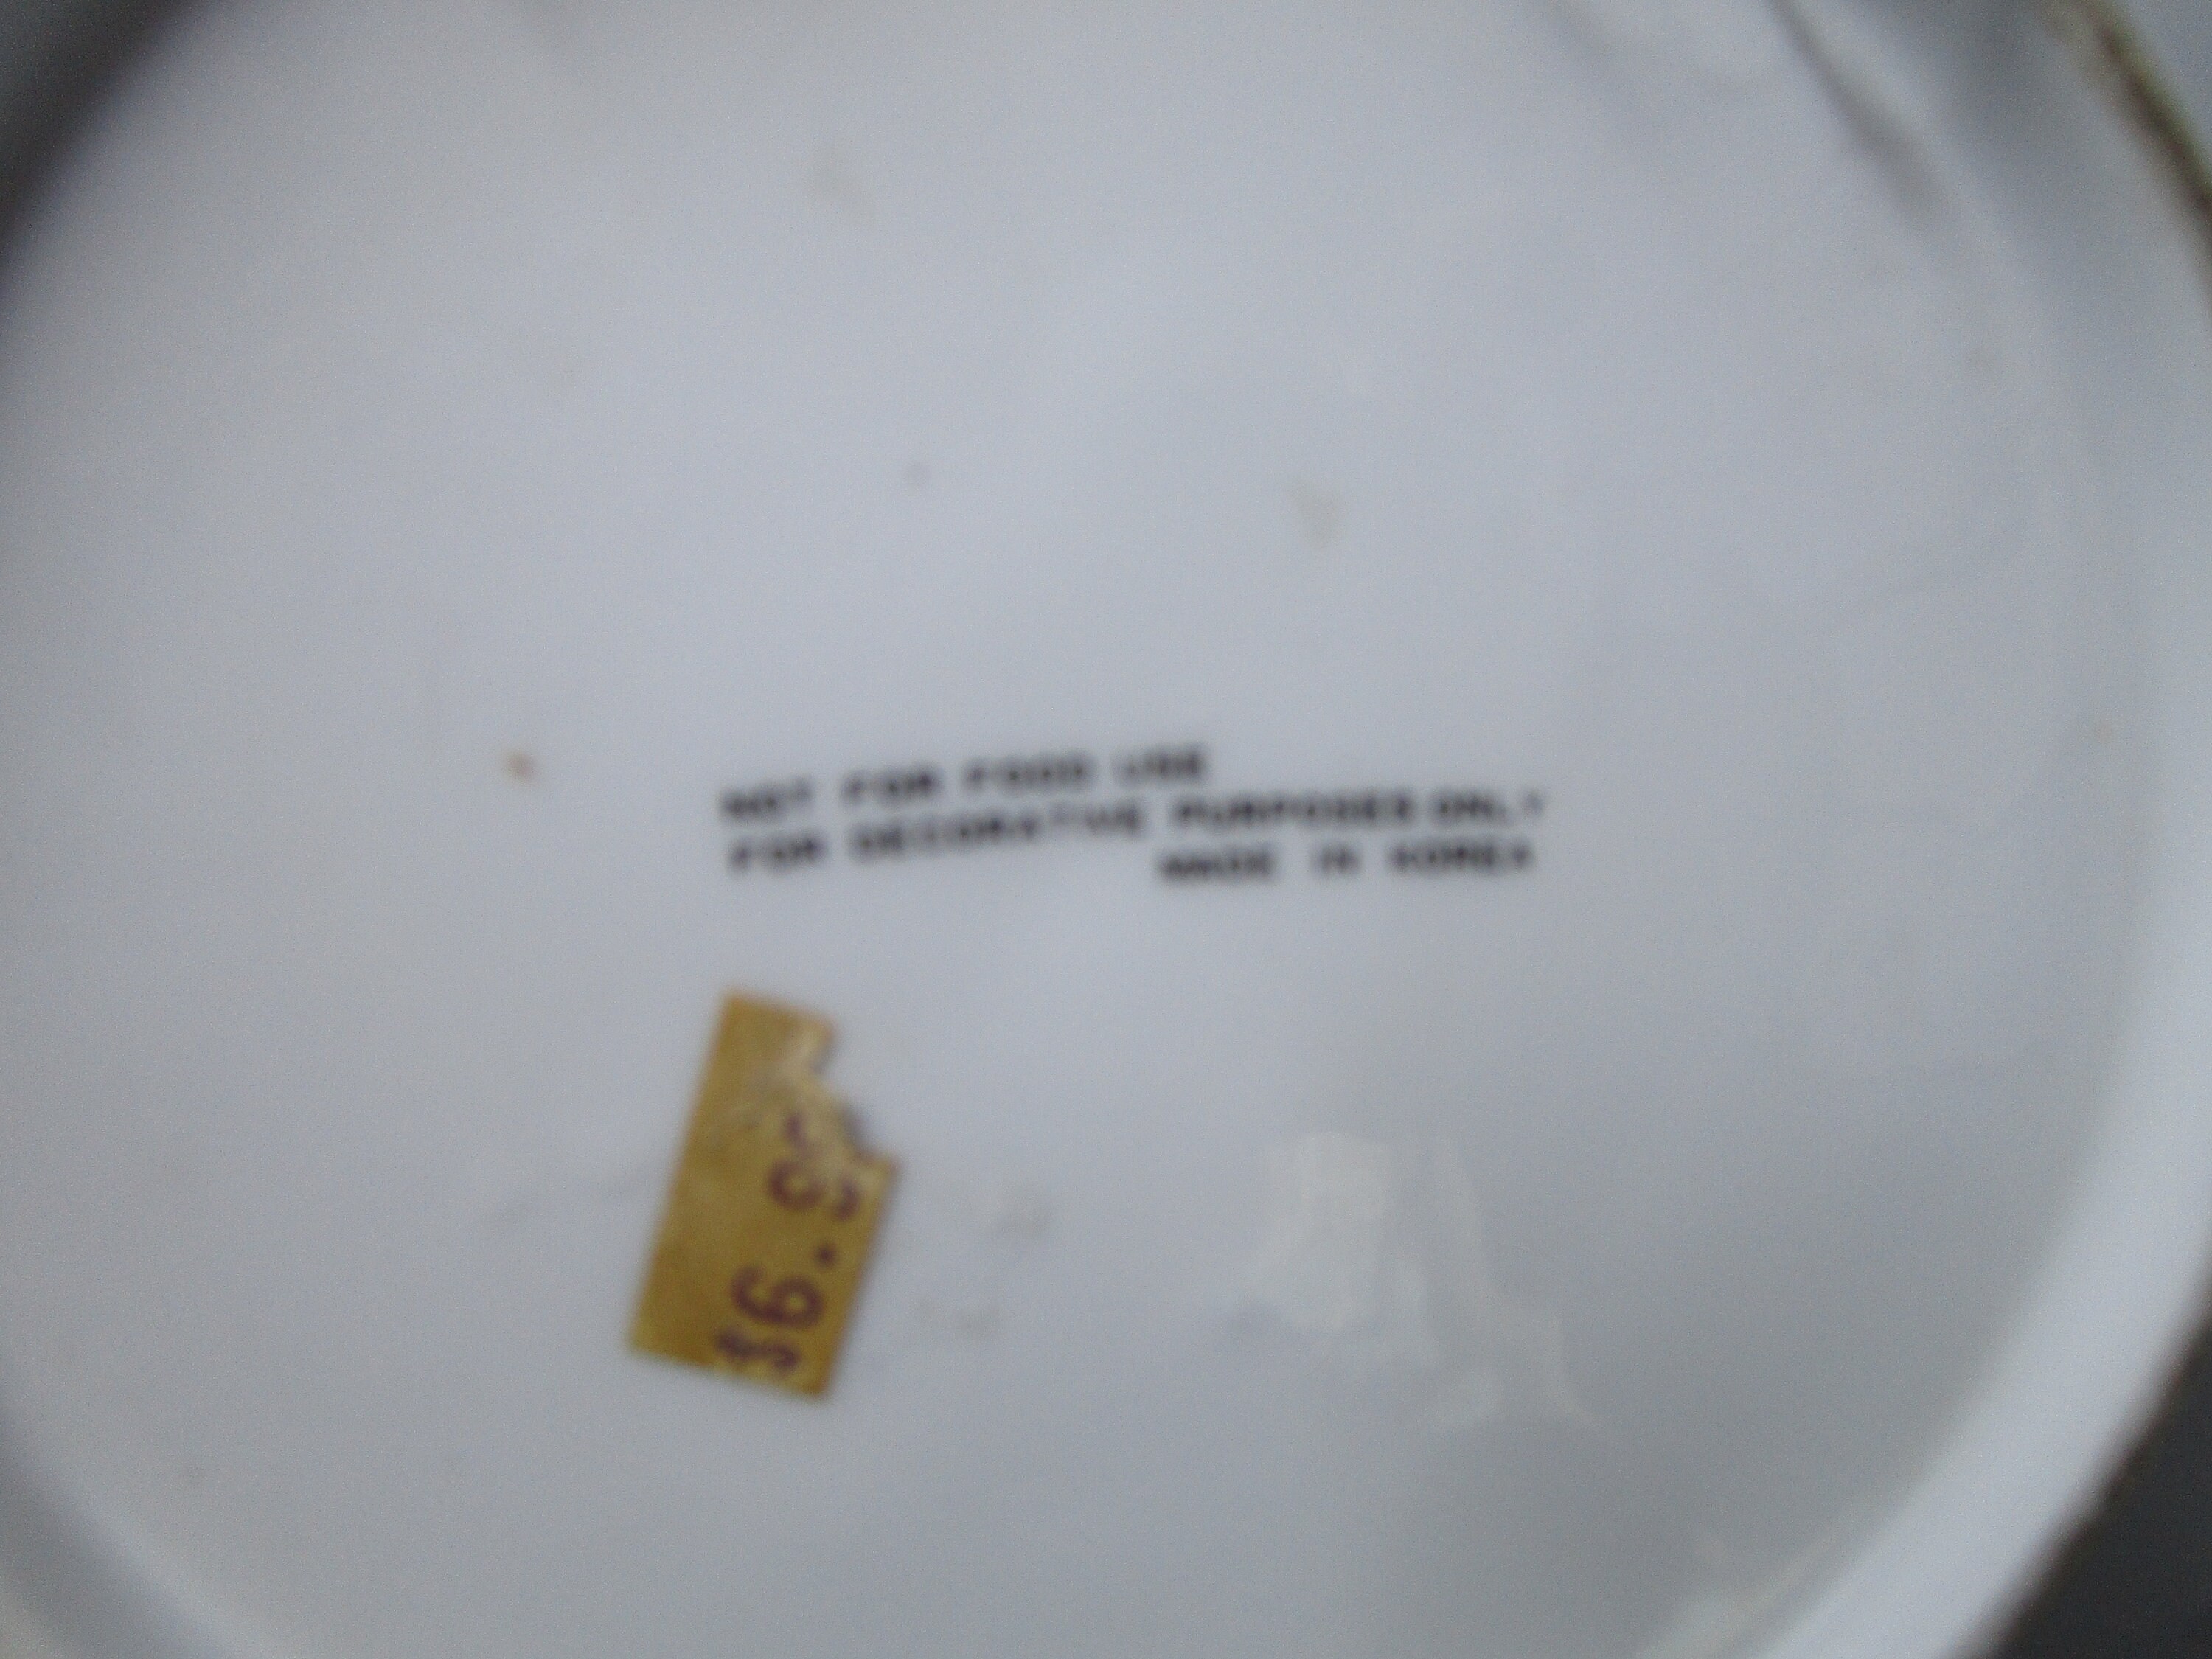 NOT FOR FOOD USE
FOR DECORATIVE PURPOSES ONLY
MADE IN KOREA